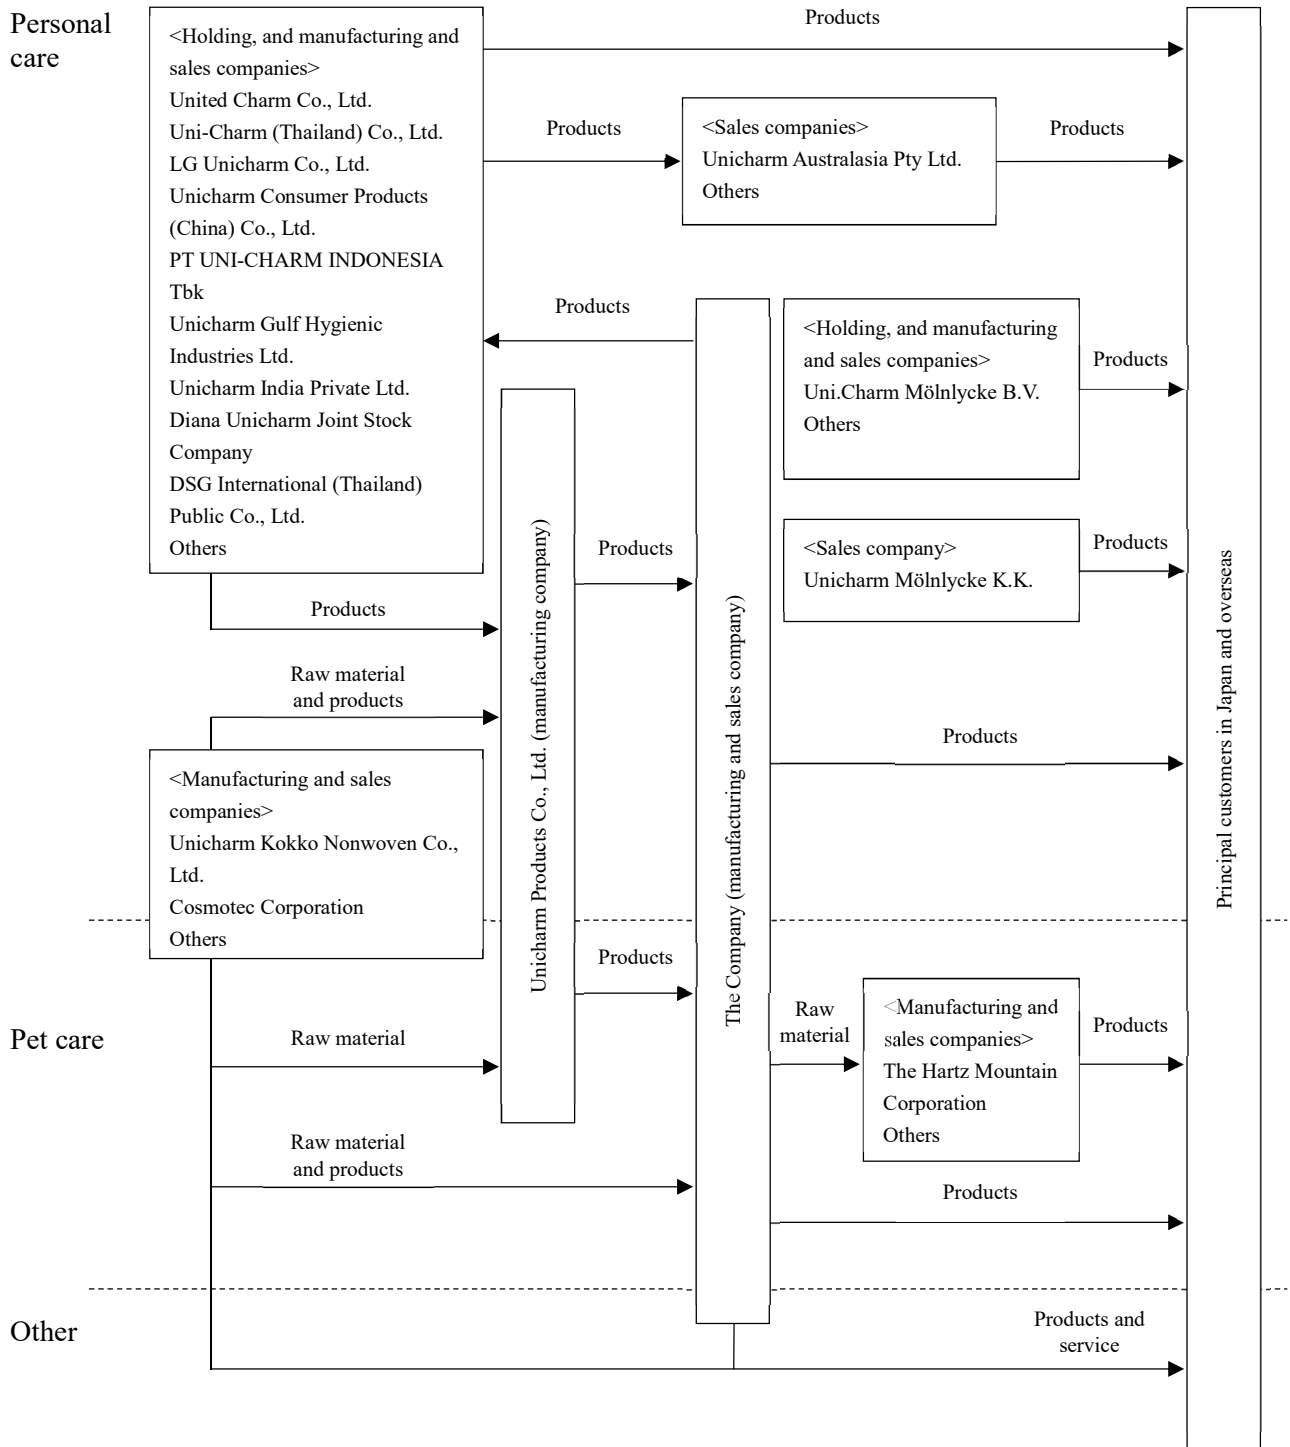 Personal
care
<Holding, and manufacturing and
sales companies>
United Charm Co., Ltd.
Uni-Charm (Thailand) Co., Ltd.
LG Unicharm Co., Ltd.
Unicharm Consumer Products
(China) Co., Ltd.
PT UNI-CHARM INDONESIA
Tbk
Unicharm Gulf Hygienic
Industries Ltd.
Unicharm India Private Ltd.
Diana Unicharm Joint Stock
Company
DSG International (Thailand)
Public Co., Ltd.
Others
Products
Products
<Sales companies>
Unicharm Australasia Pty Ltd.
Others
Products
Products
<Holding, and manufacturing
and sales companies>
Uni.Charm Mölnlycke B.V.
Others
Products
<Sales company>
Unicharm Mölnlycke K.K.
Products
Products
Products
Raw material
and products
Products
Unicharm Products Co., Ltd. (manufacturing company)
The Company (manufacturing and sales company)
Principal customers in Japan and overseas
<Manufacturing and sales
companies>
Unicharm Kokko Nonwoven Co.,
Ltd.
Cosmotec Corporation
Others
Pet care
Products
Raw material
Raw
material
<Manufacturing and
sales companies>
The Hartz Mountain
Corporation
Others
Products
Raw material
and products
Products
Other
Products and
service